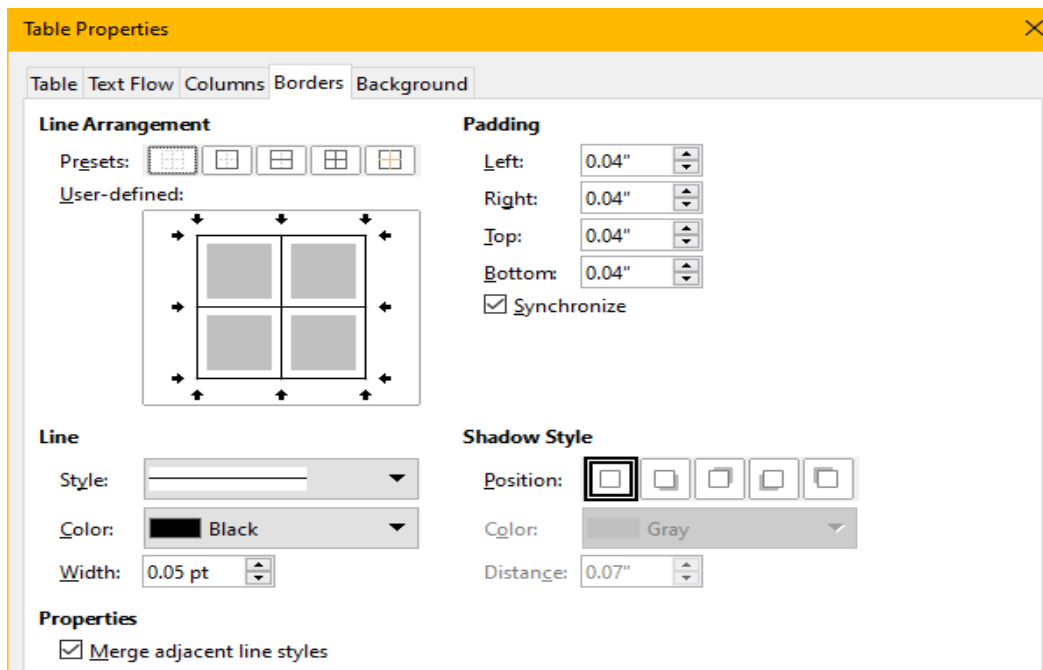 Table Properties
Table Text Flow Columns Borders Background
Line Arrangement
Presets:
User-defined:
Padding
Left: 0.04"
Right: 0.04"
Top: 0.04"
Bottom: 0.04"
Synchronize
Line
Style:
Color: Black
Width: 0.05 pt
Shadow Style
Position:
Color: Gray
Distance: 0.07"
Properties
Merge adjacent line styles